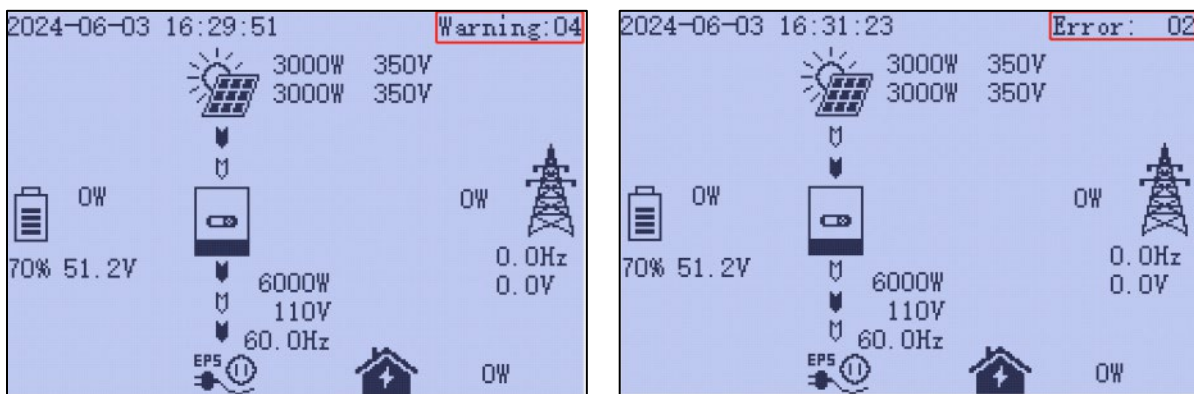 2024-06-03 16:29:51 Warning:04
3000W 350V
3000W 350V
0W
0W
0.0Hz
70% 51.2V
0.0V
6000W
110V
60.0Hz
EPS
0W
2024-06-03 16:31:23 Error: 02
3000W 350V
3000W 350V
0W
0W
0.0Hz
70% 51.2V
0.0V
6000W
110V
60.0Hz
EPS
0W